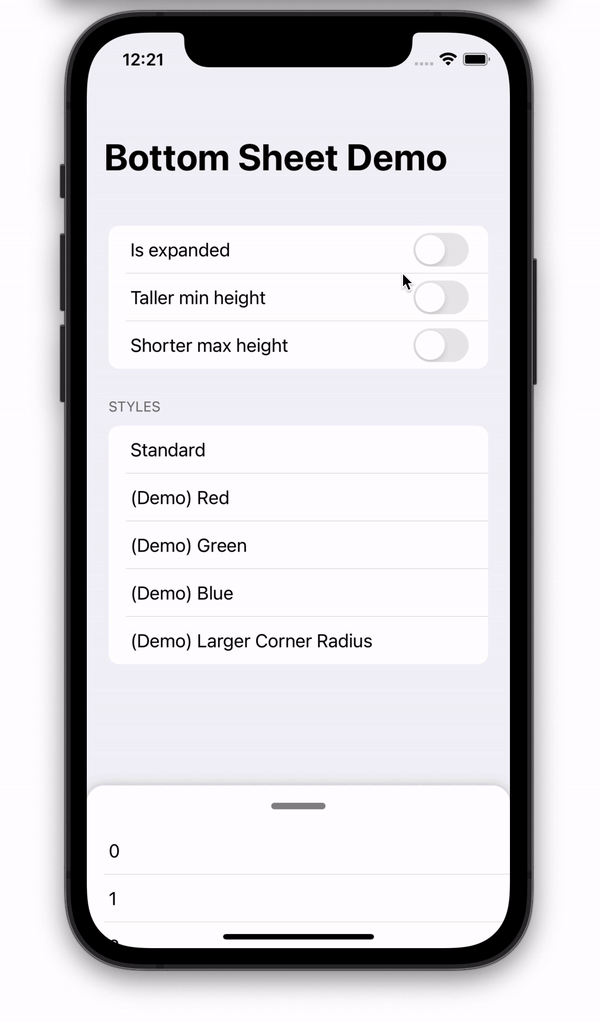 12:21
Bottom Sheet Demo
Is expanded
Taller min height
Shorter max height
STYLES
Standard
(Demo) Red
(Demo) Green
(Demo) Blue
(Demo) Larger Corner Radius
0
1